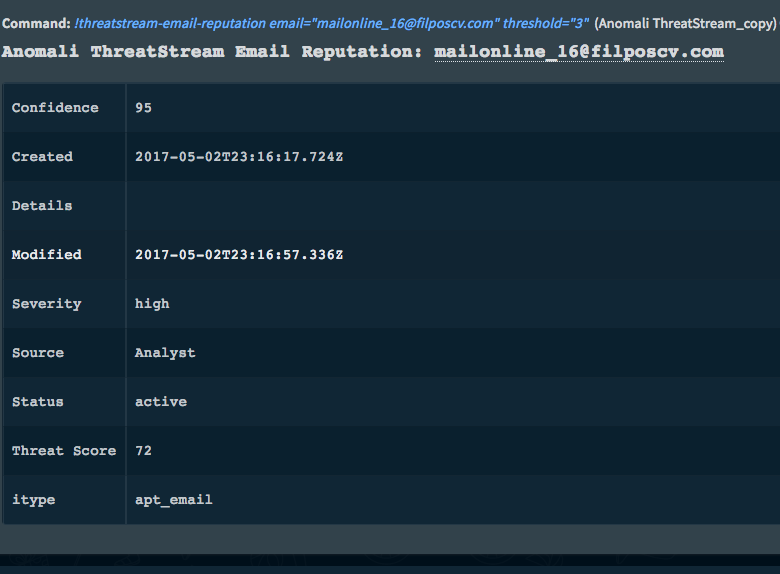 Command: !threatstream-email-reputation email="mailonline_16@filposcv.com" threshold="3" (Anomali ThreatStream_copy)
Anomali ThreatStream Email Reputation: mailonline_16@filposcv.com
Confidence 95
Created 2017-05-02T23:16:17.724Z
Details
Modified 2017-05-02T23:16:57.336Z
Severity high
Source Analyst
Status active
Threat Score 72
itype apt_email